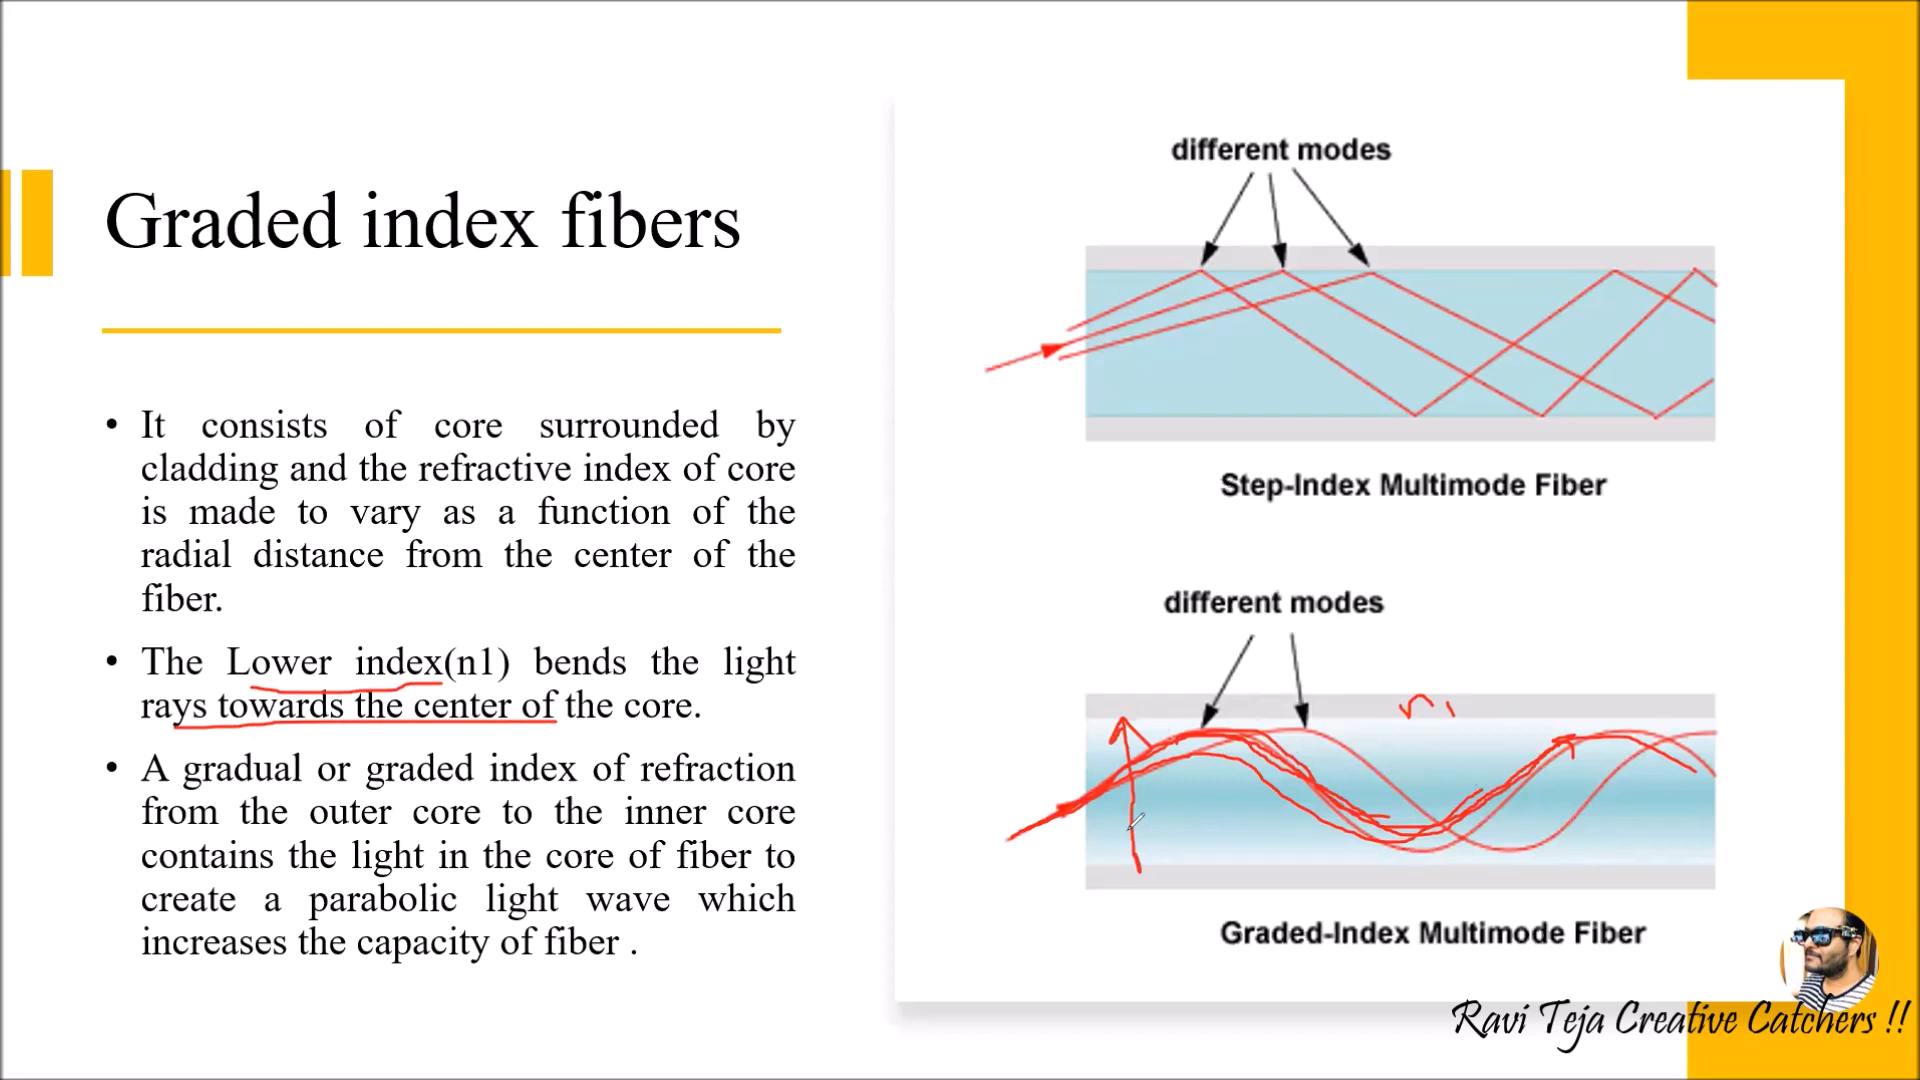 Graded index fibers
• It consists of core surrounded by
cladding and the refractive index of core
is made to vary as a function of the
radial distance from the center of the
fiber.
• The Lower index(n1) bends the light
rays towards the center of the core.
• A gradual or graded index of refraction
from the outer core to the inner core
contains the light in the core of fiber to
create a parabolic light wave which
increases the capacity of fiber .
different modes
Step-Index Multimode Fiber
different modes
n1
Graded-Index Multimode Fiber
Ravi Teja Creative Catchers !!